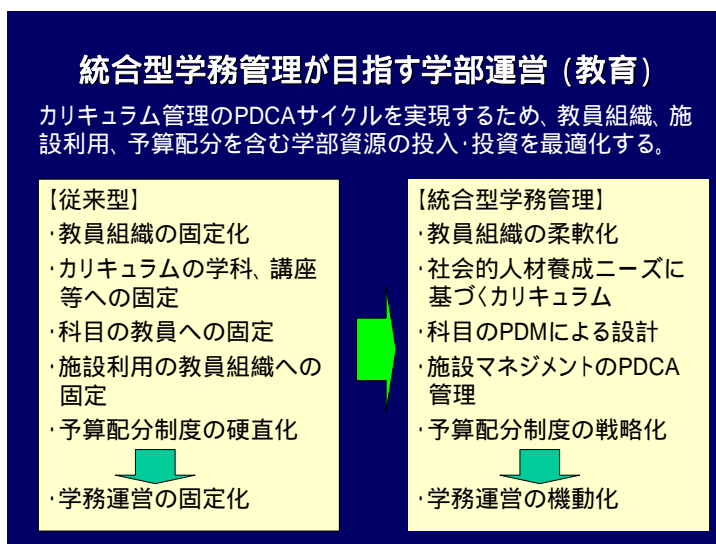 統合型学務管理が目指す学部運営（教育）
カリキュラム管理のPDCAサイクルを実現するため、教員組織、施
設利用、予算配分を含む学部資源の投入・投資を最適化する。
【従来型】
・教員組織の固定化
・カリキュラムの学科、講座
等への固定
・科目の教員への固定
・施設利用の教員組織への
固定
・予算配分制度の硬直化
・学務運営の固定化
【統合型学務管理】
・教員組織の柔軟化
・社会的人材養成ニーズに
基づくカリキュラム
・科目のPDMによる設計
・施設マネジメントのPDCA
管理
・予算配分制度の戦略化
・学務運営の機動化